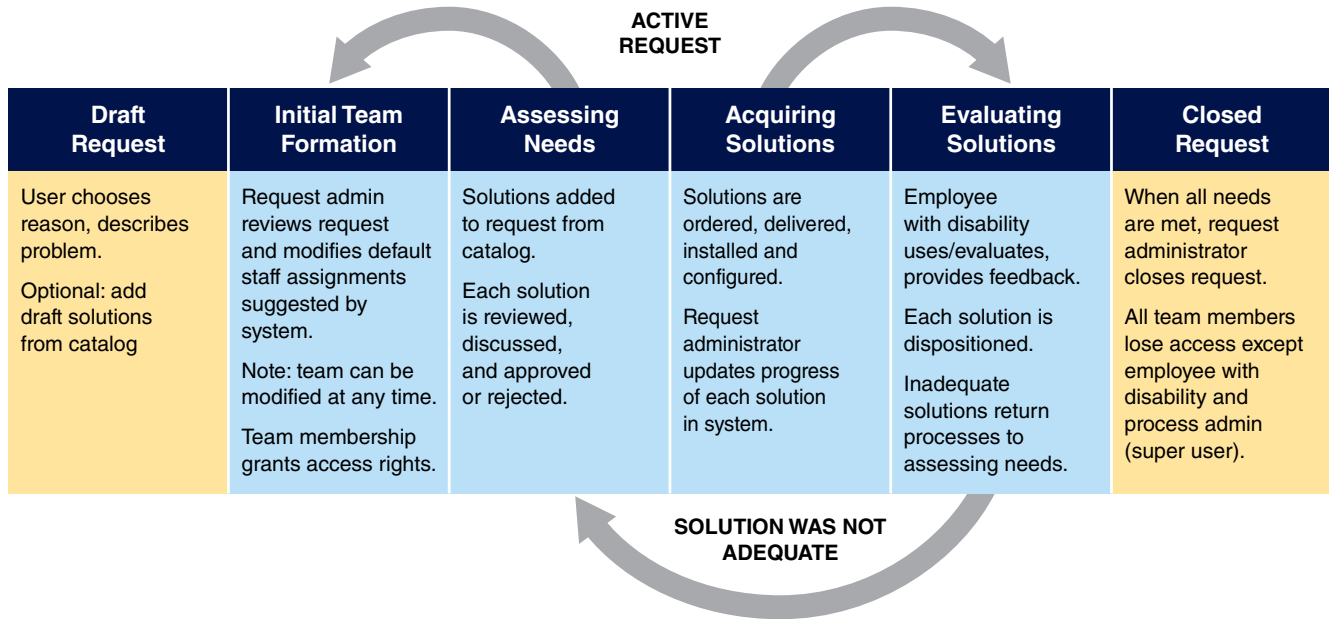 ACTIVE
REQUEST
Draft
Request
User chooses
reason, describes
problem.
Optional: add
draft solutions
from catalog
Initial Team
Formation
Request admin
reviews request
and modifies default
staff assignments
suggested by
system.
Note: team can be
modified at any time.
Team membership
grants access rights.
Assessing
Needs
Solutions added
to request from
catalog.
Each solution
is reviewed,
discussed,
and approved
or rejected.
Acquiring
Solutions
Solutions are
ordered, delivered,
installed and
configured.
Request
administrator
updates progress
of each solution
in system.
Evaluating
Solutions
Employee
with disability
uses/evaluates,
provides feedback.
Each solution is
dispositioned.
Inadequate
solutions return
processes to
assessing needs.
Closed
Request
When all needs
are met, request
administrator
closes request.
All team members
lose access except
employee with
disability and
process admin
(super user).
SOLUTION WAS NOT
ADEQUATE